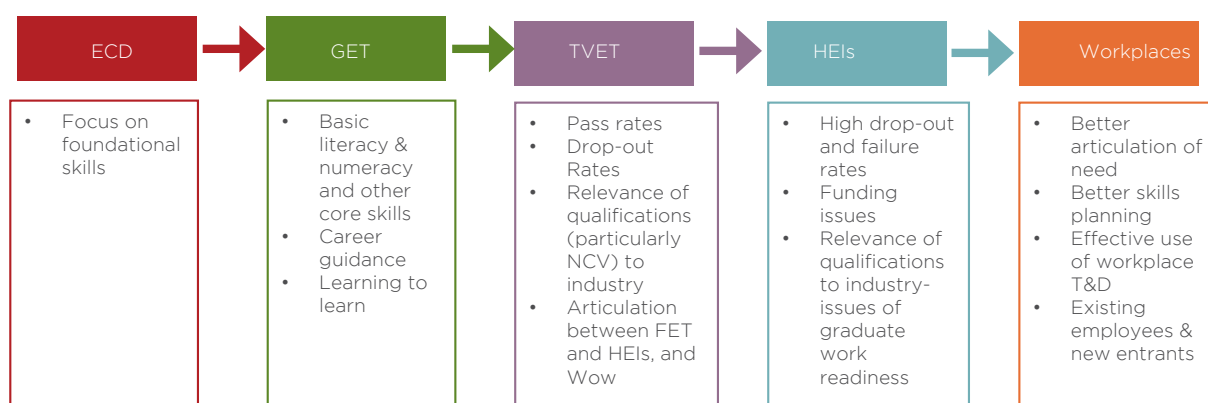 ECD
GET
TVET
HEIs
Workplaces
• Focus on
foundational
skills
• Basic
literacy &
numeracy
and other
core skills
• Career
guidance
• Learning to
learn
• Pass rates
• Drop-out
Rates
• Relevance of
qualifications
(particularly
NCV) to
industry
• Articulation
between FET
and HEIs, and
Wow
• High drop-out
and failure
rates
• Funding
issues
• Relevance of
qualifications
to industry-
issues of
graduate
work
readiness
• Better
articulation of
need
• Better skills
planning
• Effective use
of workplace
T&D
• Existing
employees &
new entrants